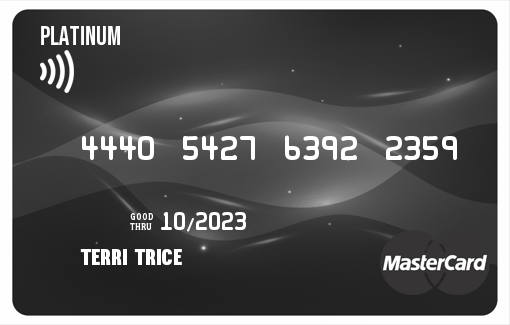 PLATINUM
4440 5427 6392 2359
GOOD THRU 10/2023
TERRI TRICE
MasterCard